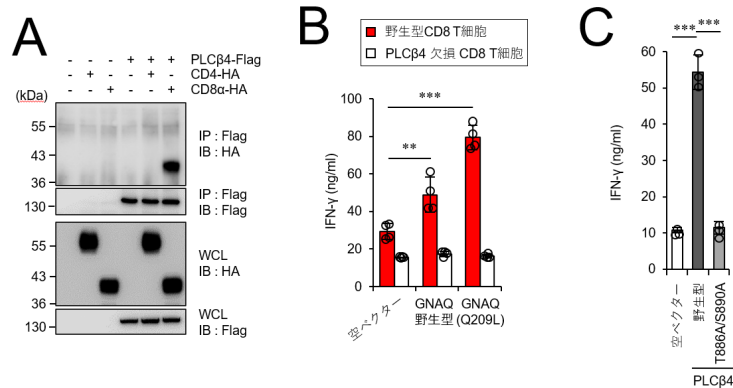 A
- - - + + + PLCβ4-Flag
- + - - + - CD4-HA
- - + - - + CD8α-HA
(kDa)
55
43
36
IP : Flag
IB : HA
130
IP : Flag
IB : Flag
55
43
36
WCL
IB : HA
130
WCL
IB : Flag
B
野生型CD8 T細胞
PLCβ4 欠損 CD8 T細胞
IFN-γ (ng/ml)
100
80
60
40
20
0
***
**
空ベクター
GNAQ
野生型
GNAQ
(Q209L)
C
*** ***
IFN-γ (ng/ml)
60
50
40
30
20
10
0
空ベクター
野生型
T886A/S890A
PLCβ4